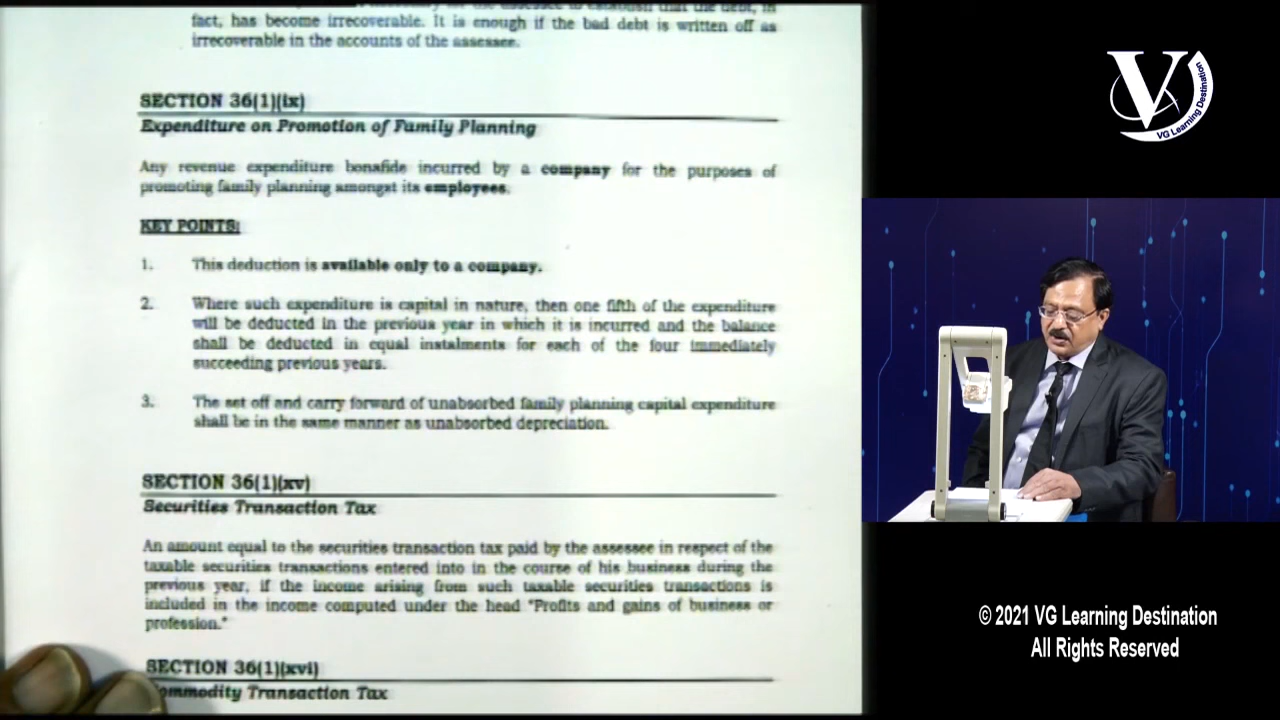 fact, has become irrecoverable. It is enough if the bad debt is written off as
irrecoverable in the accounts of the assessee.
SECTION 36(1)(ix)
Expenditure on Promotion of Family Planning
Any revenue expenditure bonafide incurred by a company for the purposes of
promoting family planning amongst its employees.
KEY POINTS:
1. This deduction is available only to a company.
2. Where such expenditure is capital in nature, then one fifth of the expenditure
will be deducted in the previous year in which it is incurred and the balance
shall be deducted in equal instalments for each of the four immediately
succeeding previous years.
3. The set off and carry forward of unabsorbed family planning capital expenditure
shall be in the same manner as unabsorbed depreciation.
SECTION 36(1)(xv)
Securities Transaction Tax
An amount equal to the securities transaction tax paid by the assessee in respect of the
taxable securities transactions entered into in the course of his business during the
previous year, if the income arising from such taxable securities transactions is
included in the income computed under the head "Profits and gains of business or
profession."
SECTION 36(1)(xvi)
Commodity Transaction Tax
V
VG Learning Destination
© 2021 VG Learning Destination
All Rights Reserved